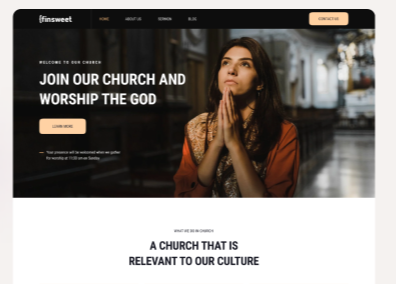 {finsweet
HOME ABOUT US SERMON BLOG
CONTACT US
WELCOME TO OUR CHURCH
JOIN OUR CHURCH AND
WORSHIP THE GOD
LEARN MORE
Your presence will be welcomed when we gather
for worship at 11:00 am on Sunday.
WHAT WE DO IN CHURCH
A CHURCH THAT IS
RELEVANT TO OUR CULTURE